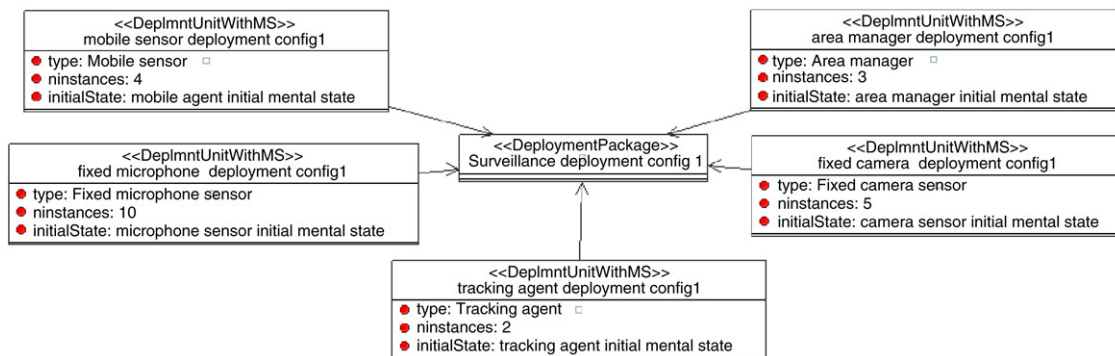 <<DeplmntUnitWithMS>>
mobile sensor deployment config1
type: Mobile sensor
ninstances: 4
initialState: mobile agent initial mental state
<<DeplmntUnitWithMS>>
area manager deployment config1
type: Area manager
ninstances: 3
initialState: area manager initial mental state
<<DeploymentPackage>>
Surveillance deployment config 1
<<DeplmntUnitWithMS>>
fixed microphone deployment config1
type: Fixed microphone sensor
ninstances: 10
initialState: microphone sensor initial mental state
<<DeplmntUnitWithMS>>
fixed camera deployment config1
type: Fixed camera sensor
ninstances: 5
initialState: camera sensor initial mental state
<<DeplmntUnitWithMS>>
tracking agent deployment config1
type: Tracking agent
ninstances: 2
initialState: tracking agent initial mental state